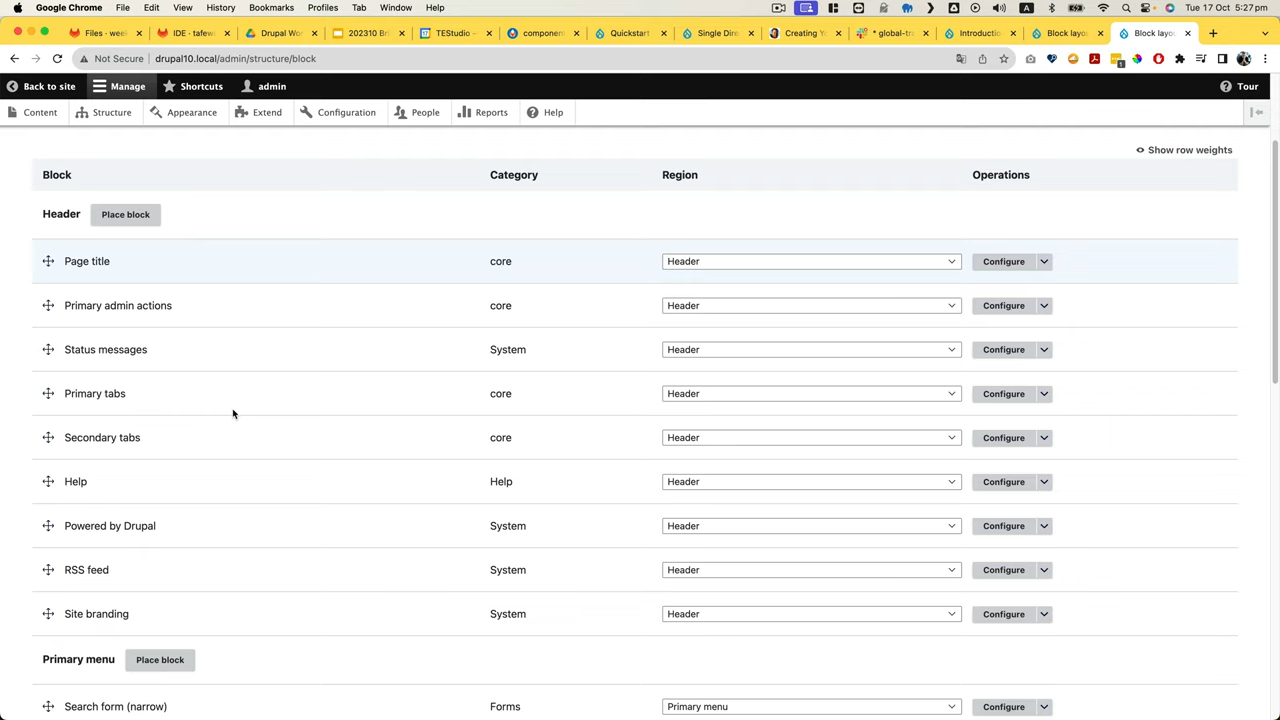 Google Chrome File Edit View History Bookmarks Profiles Tab Window Help Tue 17 Oct 5:27 pm
Files - wee IDE · tafew Drupal Wo 202310 Bri TEStudio – componen Quickstart Single Dire Creating Y * global-tra Introductio Block layou Block layou
Not Secure drupal10.local/admin/structure/block
Back to site Manage Shortcuts admin Tour
Content Structure Appearance Extend Configuration People Reports Help
Show row weights
Block Category Region Operations
Header Place block
Page title core Header Configure
Primary admin actions core Header Configure
Status messages System Header Configure
Primary tabs core Header Configure
Secondary tabs core Header Configure
Help Help Header Configure
Powered by Drupal System Header Configure
RSS feed System Header Configure
Site branding System Header Configure
Primary menu Place block
Search form (narrow) Forms Primary menu Configure